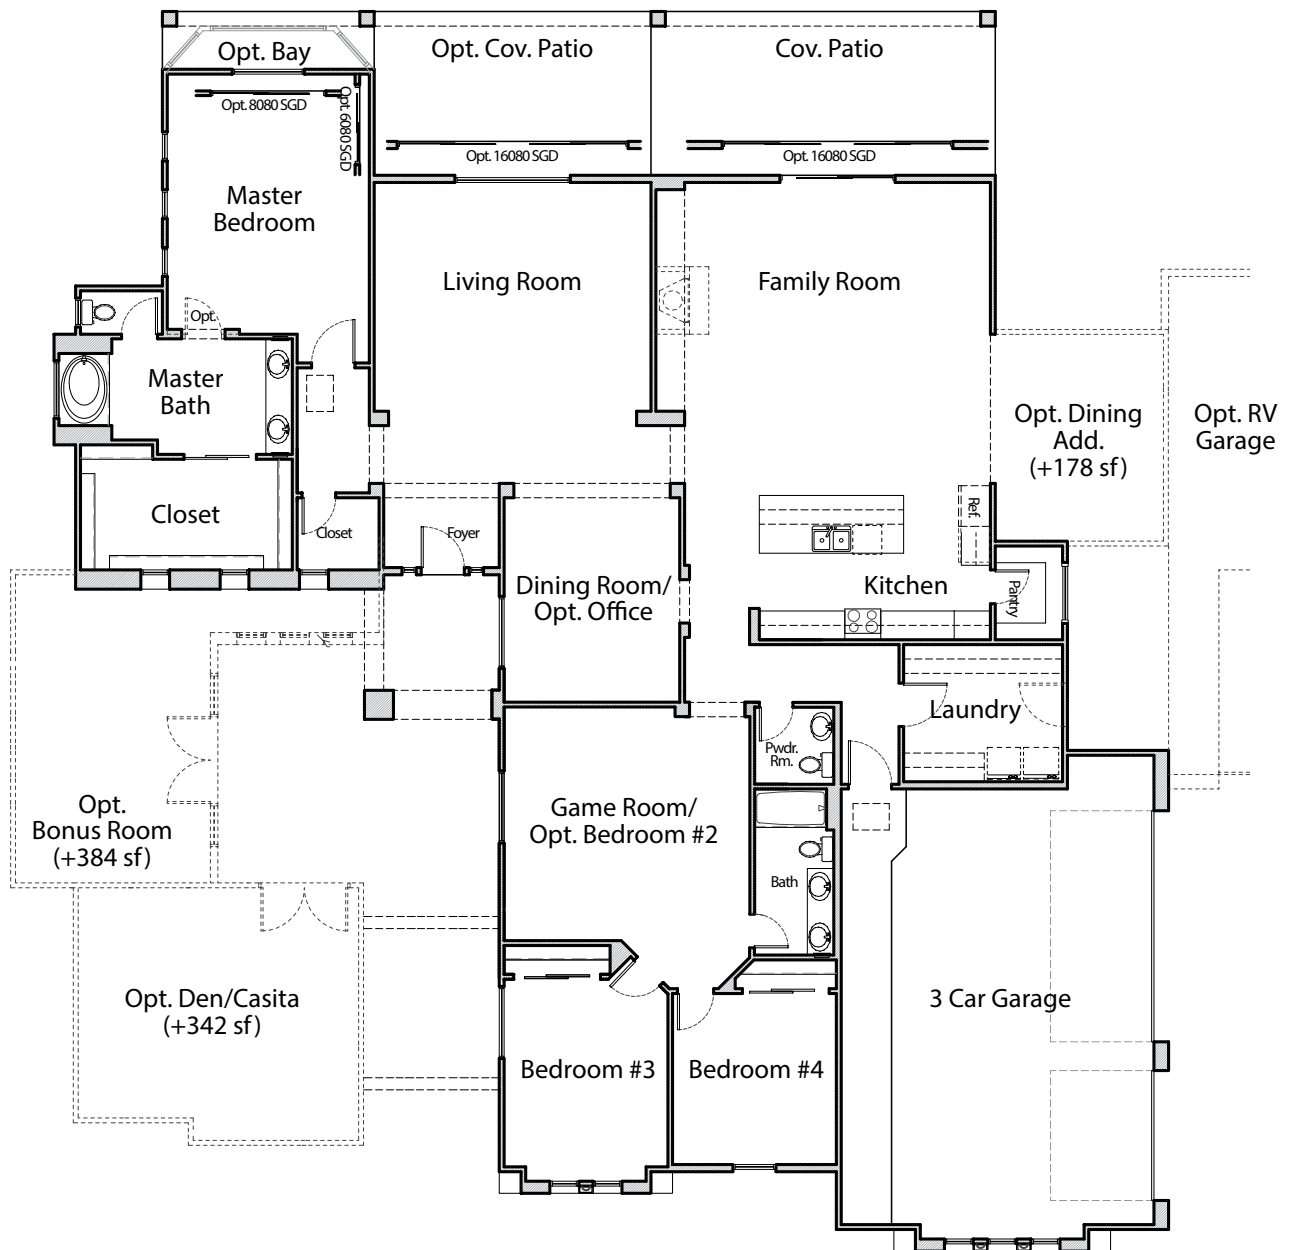 Opt. Bay
Opt. Cov. Patio
Cov. Patio
Opt. 8080 SGD
Opt. 6080 SGD
Opt. 16080 SGD
Opt. 16080 SGD
Master
Bedroom
Living Room
Family Room
Opt.
Master
Bath
Opt. Dining
Add.
(+178 sf)
Opt. RV
Garage
Closet
Closet
Foyer
Ref.
Dining Room/
Opt. Office
Kitchen
Pantry
Laundry
Pwdr.
Rm.
Opt.
Bonus Room
(+384 sf)
Game Room/
Opt. Bedroom #2
Bath
Opt. Den/Casita
(+342 sf)
3 Car Garage
Bedroom #3
Bedroom #4